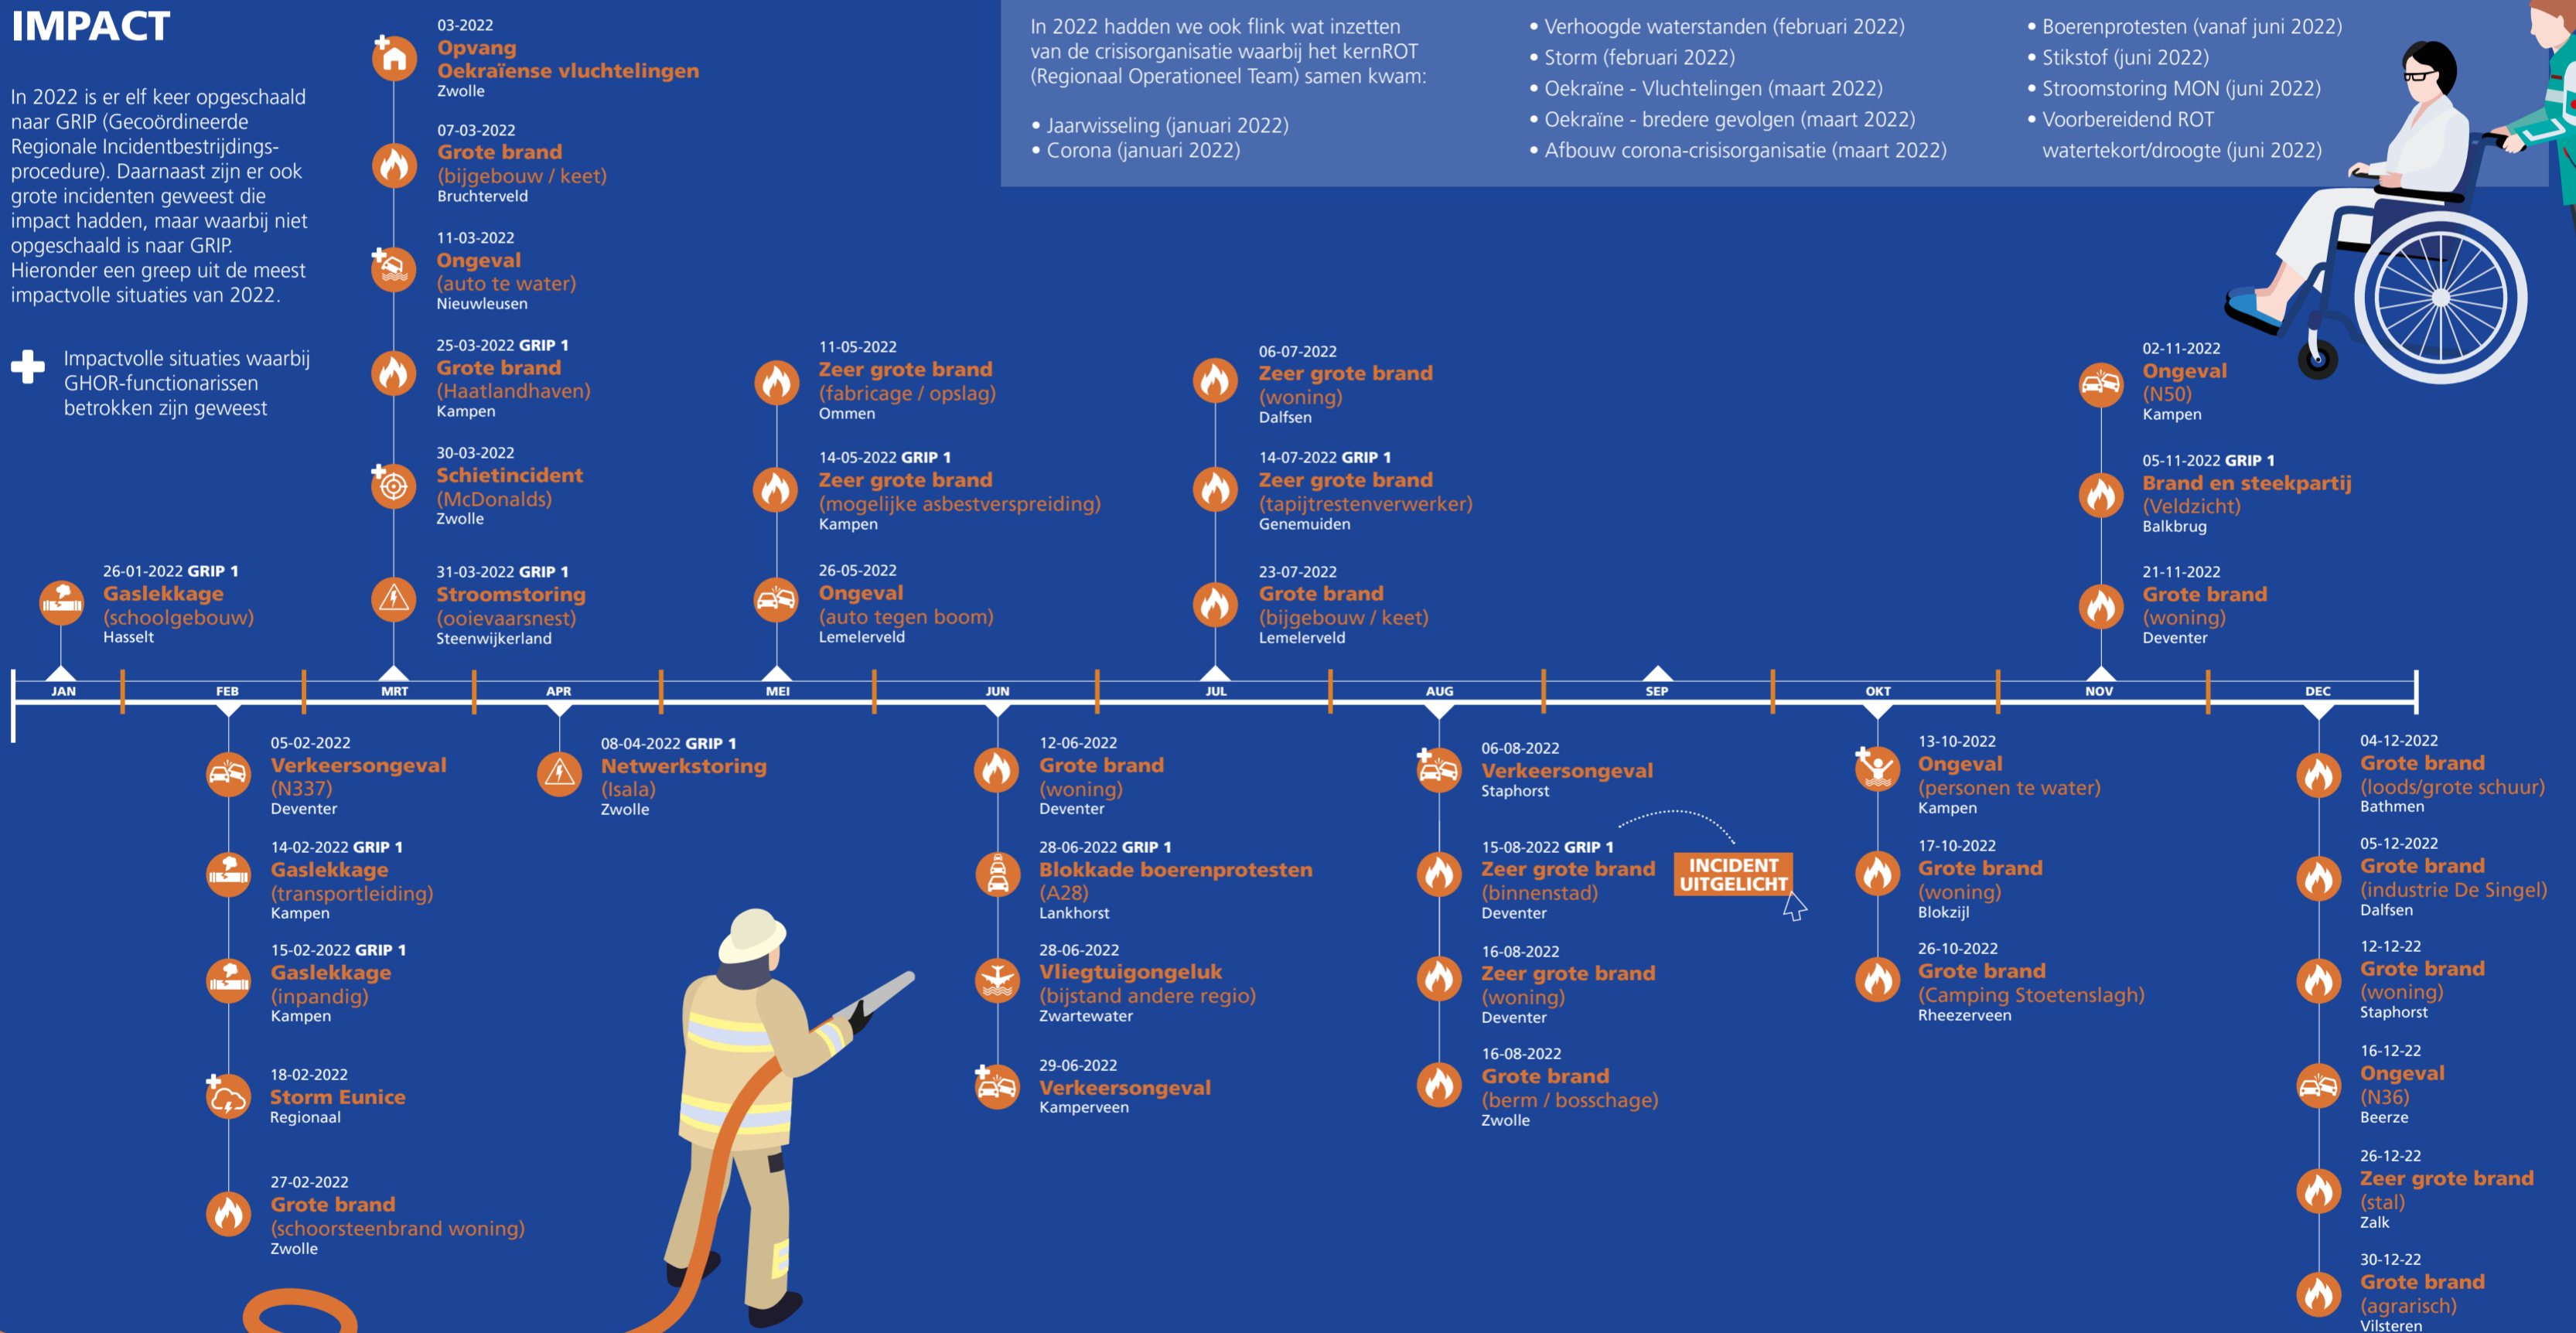 IMPACT
In 2022 is er elf keer opgeschaald
naar GRIP (Gecoördineerde
Regionale Incidentbestrijdings-
procedure). Daarnaast zijn er ook
grote incidenten geweest die
impact hadden, maar waarbij niet
opgeschaald is naar GRIP.
Hieronder een greep uit de meest
impactvolle situaties van 2022.
Impactvolle situaties waarbij
GHOR-functionarissen
betrokken zijn geweest
In 2022 hadden we ook flink wat inzetten
van de crisisorganisatie waarbij het kernROT
(Regionaal Operationeel Team) samen kwam:
• Jaarwisseling (januari 2022)
• Corona (januari 2022)
• Verhoogde waterstanden (februari 2022)
• Storm (februari 2022)
• Oekraïne - Vluchtelingen (maart 2022)
• Oekraïne - bredere gevolgen (maart 2022)
• Afbouw corona-crisisorganisatie (maart 2022)
• Boerenprotesten (vanaf juni 2022)
• Stikstof (juni 2022)
• Stroomstoring MON (juni 2022)
• Voorbereidend ROT
watertekort/droogte (juni 2022)
26-01-2022 GRIP 1
Gaslekkage
(schoolgebouw)
Hasselt
03-2022
Opvang
Oekraïense vluchtelingen
Zwolle
07-03-2022
Grote brand
(bijgebouw / keet)
Bruchterveld
11-03-2022
Ongeval
(auto te water)
Nieuwleusen
25-03-2022 GRIP 1
Grote brand
(Haatlandhaven)
Kampen
30-03-2022
Schietincident
(McDonalds)
Zwolle
31-03-2022 GRIP 1
Stroomstoring
(ooievaarsnest)
Steenwijkerland
11-05-2022
Zeer grote brand
(fabricage / opslag)
Ommen
14-05-2022 GRIP 1
Zeer grote brand
(mogelijke asbestverspreiding)
Kampen
26-05-2022
Ongeval
(auto tegen boom)
Lemelerveld
06-07-2022
Zeer grote brand
(woning)
Dalfsen
14-07-2022 GRIP 1
Zeer grote brand
(tapijtrestenverwerker)
Genemuiden
23-07-2022
Grote brand
(bijgebouw / keet)
Lemelerveld
02-11-2022
Ongeval
(N50)
Kampen
05-11-2022 GRIP 1
Brand en steekpartij
(Veldzicht)
Balkbrug
21-11-2022
Grote brand
(woning)
Deventer
JAN FEB MRT APR MEI JUN JUL AUG SEP OKT NOV DEC
05-02-2022
Verkeersongeval
(N337)
Deventer
14-02-2022 GRIP 1
Gaslekkage
(transportleiding)
Kampen
15-02-2022 GRIP 1
Gaslekkage
(inpandig)
Kampen
18-02-2022
Storm Eunice
Regionaal
27-02-2022
Grote brand
(schoorsteenbrand woning)
Zwolle
08-04-2022 GRIP 1
Netwerkstoring
(Isala)
Zwolle
12-06-2022
Grote brand
(woning)
Deventer
28-06-2022 GRIP 1
Blokkade boerenprotesten
(A28)
Lankhorst
28-06-2022
Vliegtuigongeluk
(bijstand andere regio)
Zwartewater
29-06-2022
Verkeersongeval
Kamperveen
06-08-2022
Verkeersongeval
Staphorst
15-08-2022 GRIP 1
Zeer grote brand
(binnenstad)
Deventer
INCIDENT
UITGELICHT
16-08-2022
Zeer grote brand
(woning)
Deventer
16-08-2022
Grote brand
(berm / bosschage)
Zwolle
13-10-2022
Ongeval
(personen te water)
Kampen
17-10-2022
Grote brand
(woning)
Blokzijl
26-10-2022
Grote brand
(Camping Stoetenslagh)
Rheezerveen
04-12-2022
Grote brand
(loods/grote schuur)
Bathmen
05-12-2022
Grote brand
(industrie De Singel)
Dalfsen
12-12-22
Grote brand
(woning)
Staphorst
16-12-22
Ongeval
(N36)
Beerze
26-12-22
Zeer grote brand
(stal)
Zalk
30-12-22
Grote brand
(agrarisch)
Vilsteren